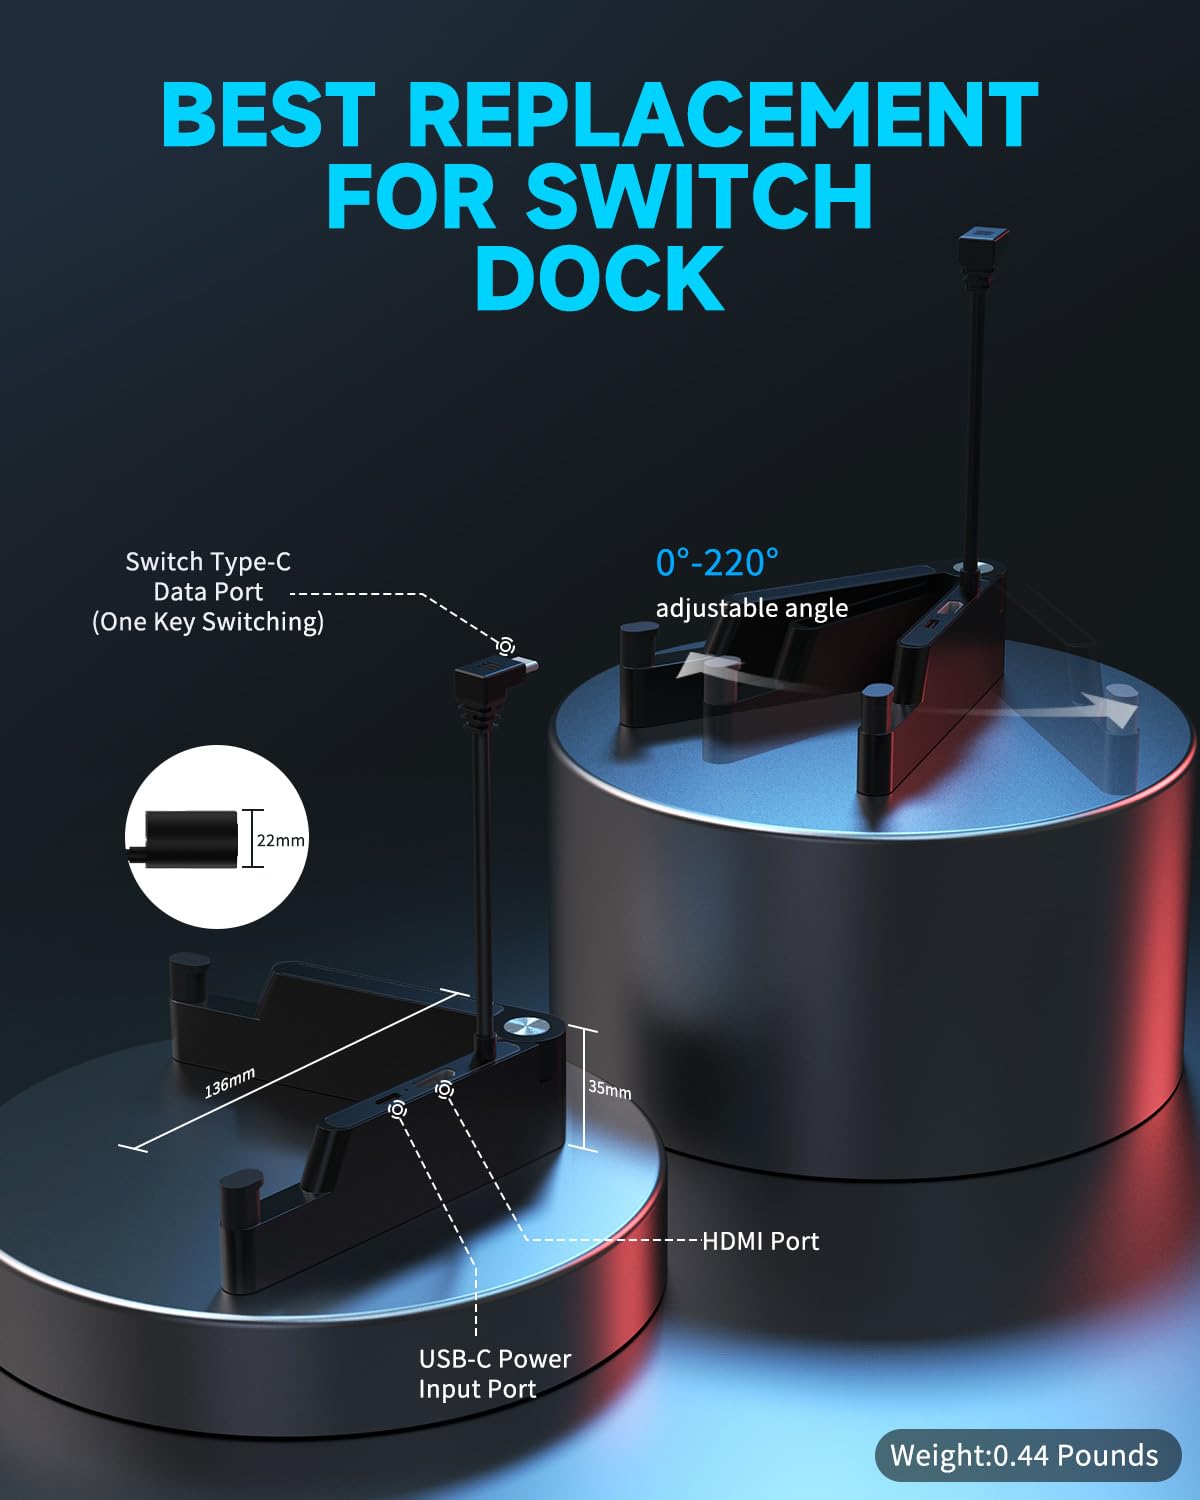 BEST REPLACEMENT
FOR SWITCH
DOCK
Switch Type-C
Data Port
(One Key Switching)
0°-220°
adjustable angle
22mm
136mm
35mm
HDMI Port
USB-C Power
Input Port
Weight:0.44 Pounds